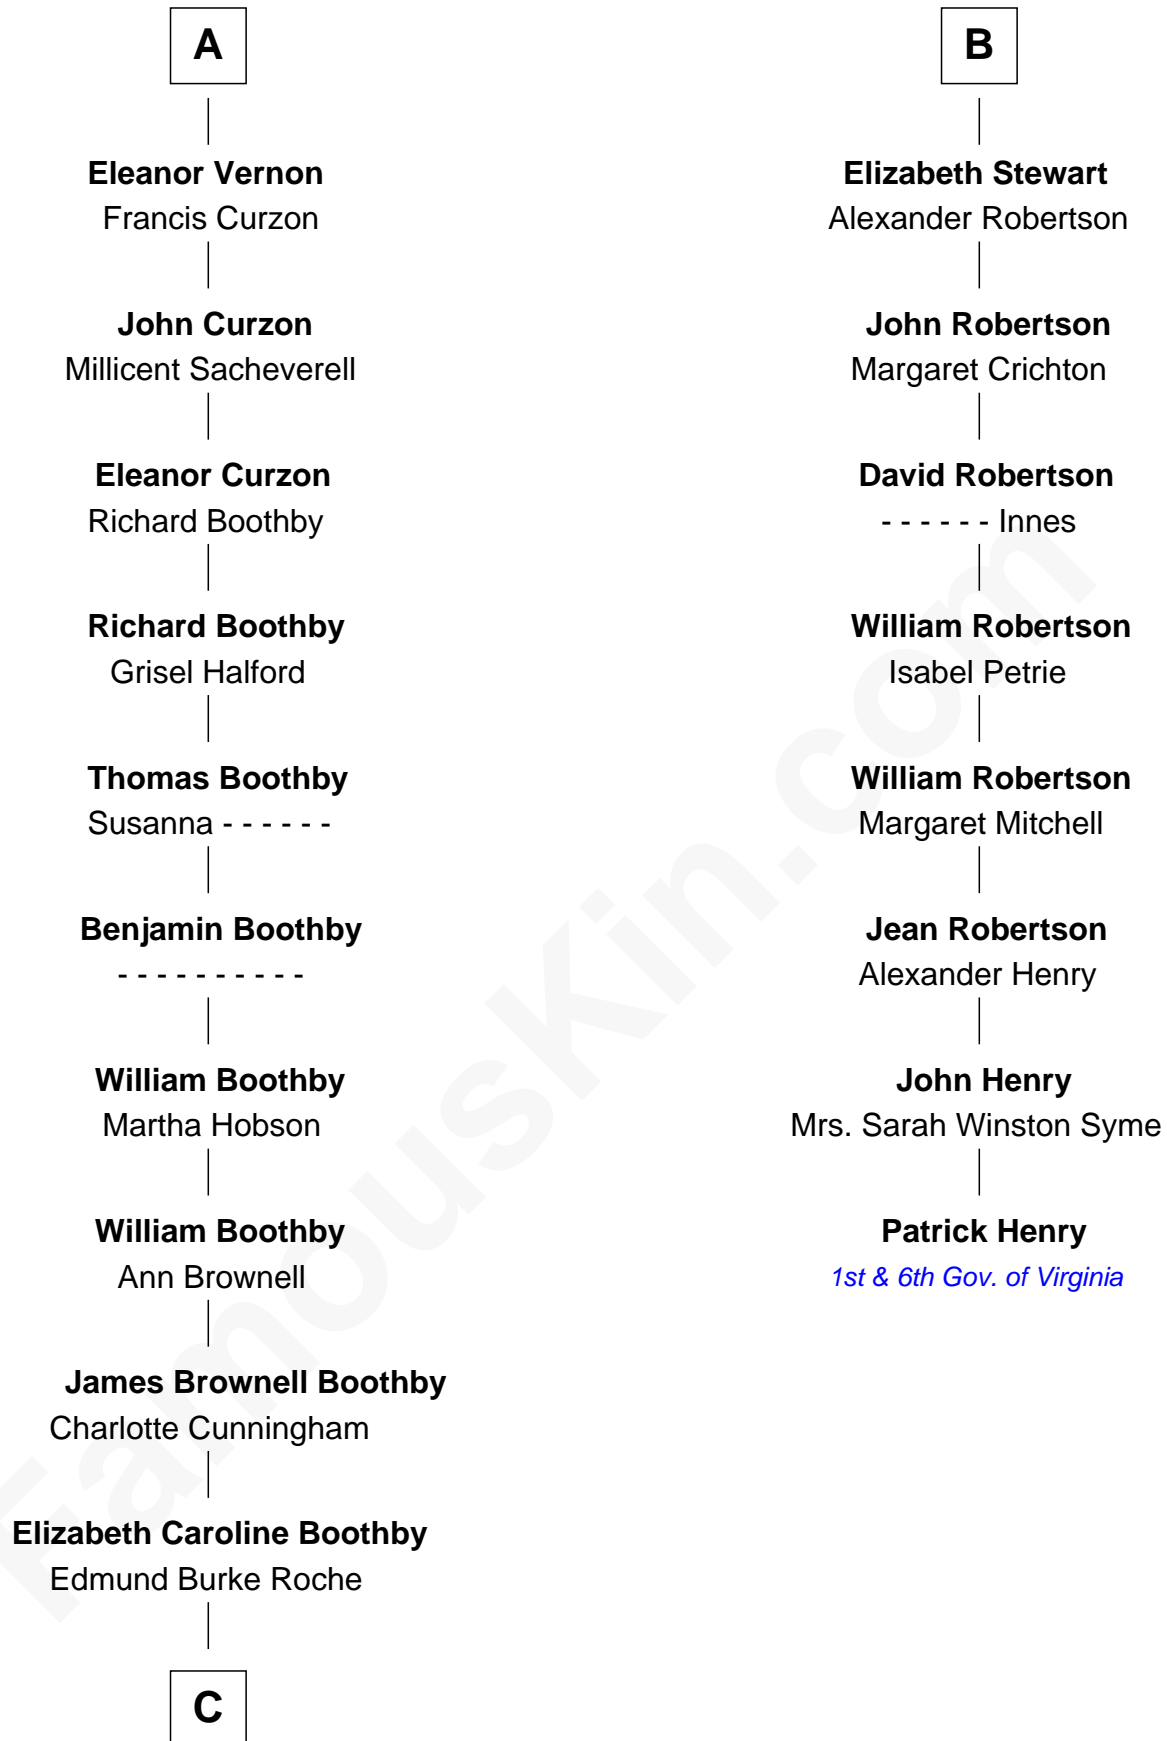 A
Eleanor Vernon
Francis Curzon
John Curzon
Millicent Sacheverell
Eleanor Curzon
Richard Boothby
Richard Boothby
Grisel Halford
Thomas Boothby
Susanna - - - - - -
Benjamin Boothby
- - - - - - - - - -
William Boothby
Martha Hobson
William Boothby
Ann Brownell
James Brownell Boothby
Charlotte Cunningham
Elizabeth Caroline Boothby
Edmund Burke Roche
C
B
Elizabeth Stewart
Alexander Robertson
John Robertson
Margaret Crichton
David Robertson
- - - - - - Innes
William Robertson
Isabel Petrie
William Robertson
Margaret Mitchell
Jean Robertson
Alexander Henry
John Henry
Mrs. Sarah Winston Syme
Patrick Henry
1st & 6th Gov. of Virginia
FamousKin.com